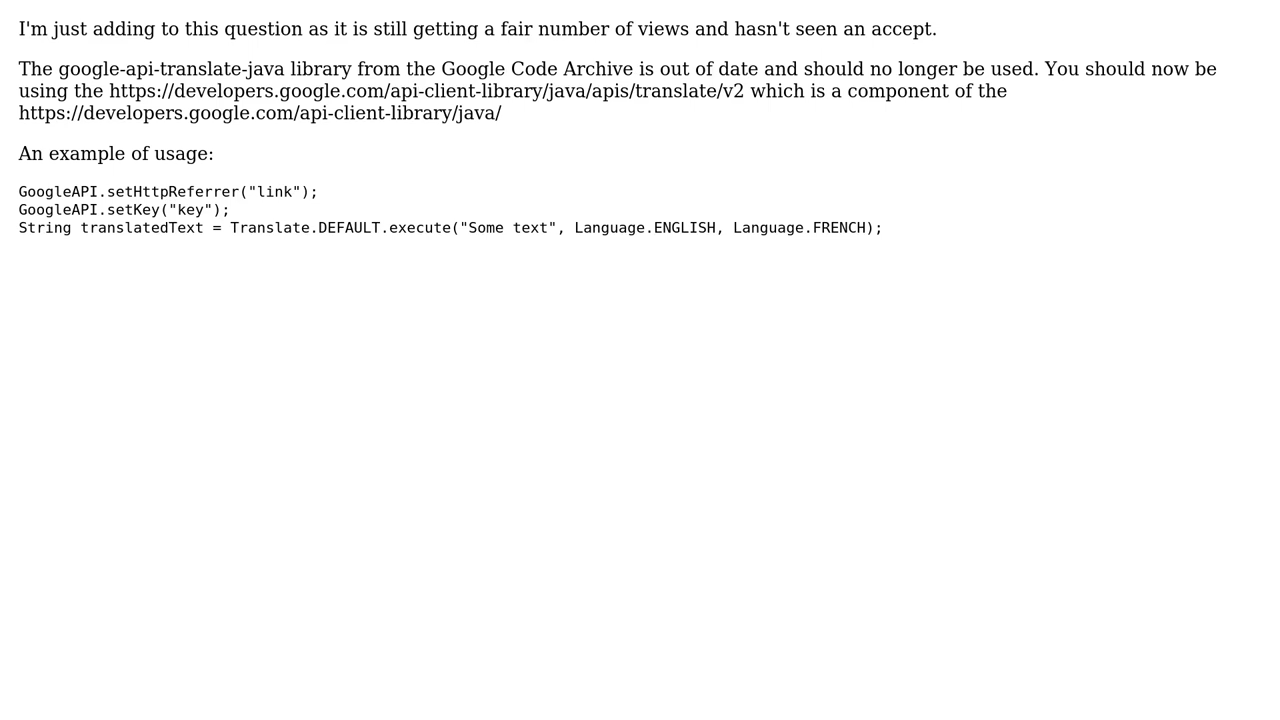 I'm just adding to this question as it is still getting a fair number of views and hasn't seen an accept.
The google-api-translate-java library from the Google Code Archive is out of date and should no longer be used. You should now be
using the https://developers.google.com/api-client-library/java/apis/translate/v2 which is a component of the
https://developers.google.com/api-client-library/java/
An example of usage:
GoogleAPI.setHttpReferrer("link");
GoogleAPI.setKey("key");
String translatedText = Translate.DEFAULT.execute("Some text", Language.ENGLISH, Language.FRENCH);